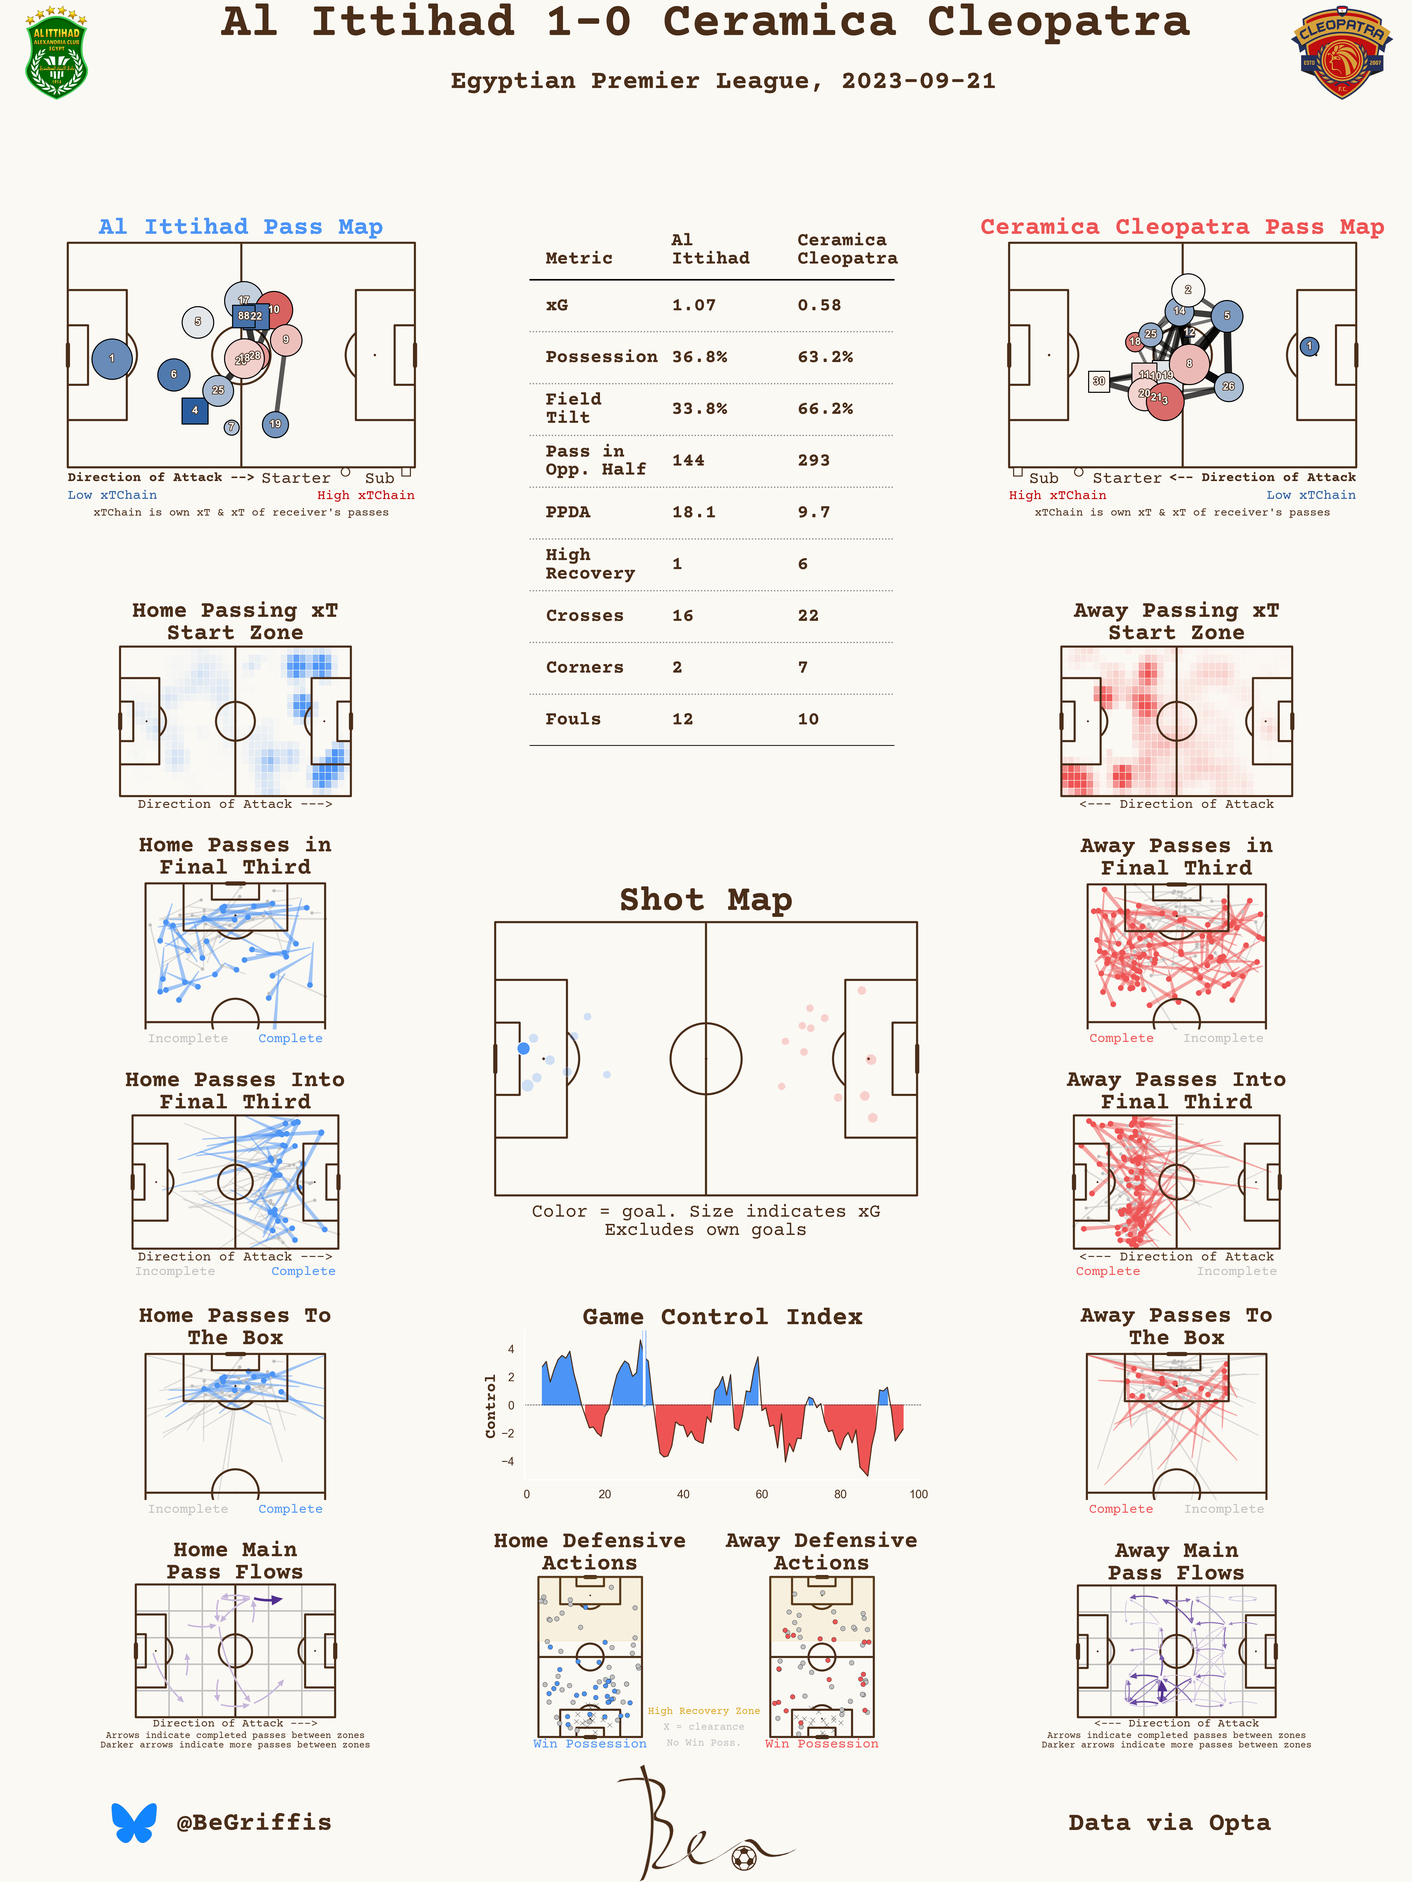 Al Ittihad 1-0 Ceramica Cleopatra
Egyptian Premier League, 2023-09-21
AL ITTIHAD
ALEXANDRIA CLUB
EGYPT
1914
CLEOPATRA
ESTD 2007
F.C.
Al Ittihad Pass Map
1
5
6
4
25
7
17
88
22
10
9
18
28
19
Direction of Attack --> Starter Sub
Low xTChain High xTChain
xTChain is own xT & xT of receiver's passes
Metric Al Ittihad Ceramica Cleopatra
xG 1.07 0.58
Possession 36.8% 63.2%
Field Tilt 33.8% 66.2%
Pass in Opp. Half 144 293
PPDA 18.1 9.7
High Recovery 1 6
Crosses 16 22
Corners 2 7
Fouls 12 10
Ceramica Cleopatra Pass Map
2
14
5
12
25
18
8
30
11
10
19
20
21
3
26
1
Sub Starter <-- Direction of Attack
High xTChain Low xTChain
xTChain is own xT & xT of receiver's passes
Home Passing xT
Start Zone
Direction of Attack --->
Away Passing xT
Start Zone
<--- Direction of Attack
Home Passes in
Final Third
Incomplete Complete
Away Passes in
Final Third
Complete Incomplete
Shot Map
Color = goal. Size indicates xG
Excludes own goals
Home Passes Into
Final Third
Direction of Attack --->
Incomplete Complete
Away Passes Into
Final Third
<--- Direction of Attack
Complete Incomplete
Home Passes To
The Box
Incomplete Complete
Game Control Index
Control
4
2
0
−2
−4
0 20 40 60 80 100
Away Passes To
The Box
Complete Incomplete
Home Main
Pass Flows
Direction of Attack --->
Arrows indicate completed passes between zones
Darker arrows indicate more passes between zones
Home Defensive
Actions
Win Possession
High Recovery Zone
X = clearance
No Win Poss.
Away Defensive
Actions
Win Possession
Away Main
Pass Flows
<--- Direction of Attack
Arrows indicate completed passes between zones
Darker arrows indicate more passes between zones
@BeGriffis
Ben
Data via Opta